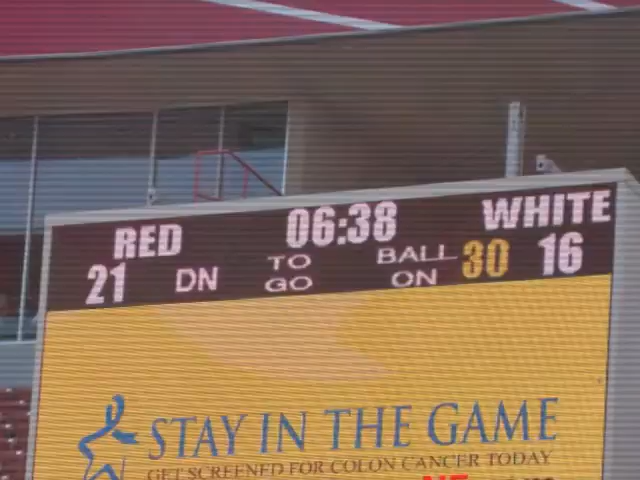 RED 06:38 WHITE
21 DN TO GO BALL ON 30 16
STAY IN THE GAME
GET SCREENED FOR COLON CANCER TODAY